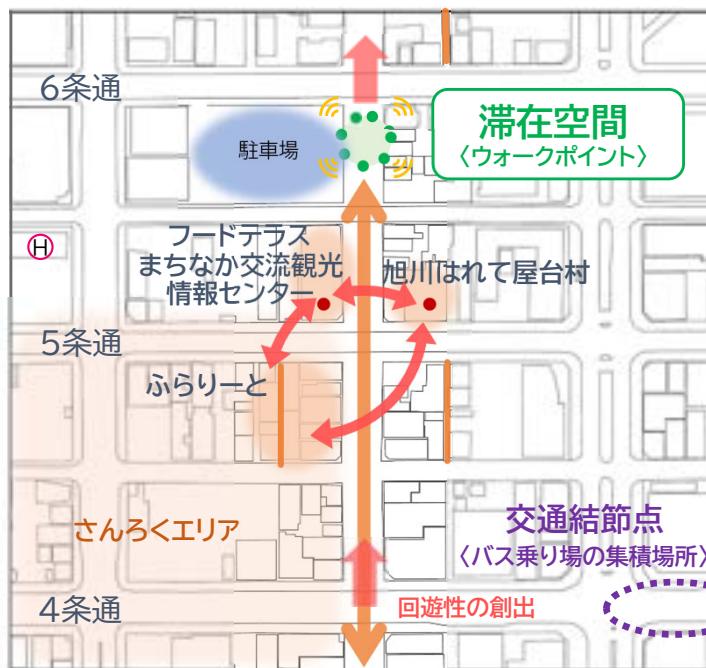 6条通
滞在空間
〈ウォークポイント〉
駐車場
H
フードテラス
まちなか交流観光
情報センター
旭川はれて屋台村
5条通
ふらりーと
さんろくエリア
交通結節点
〈バス乗り場の集積場所〉
4条通
回遊性の創出